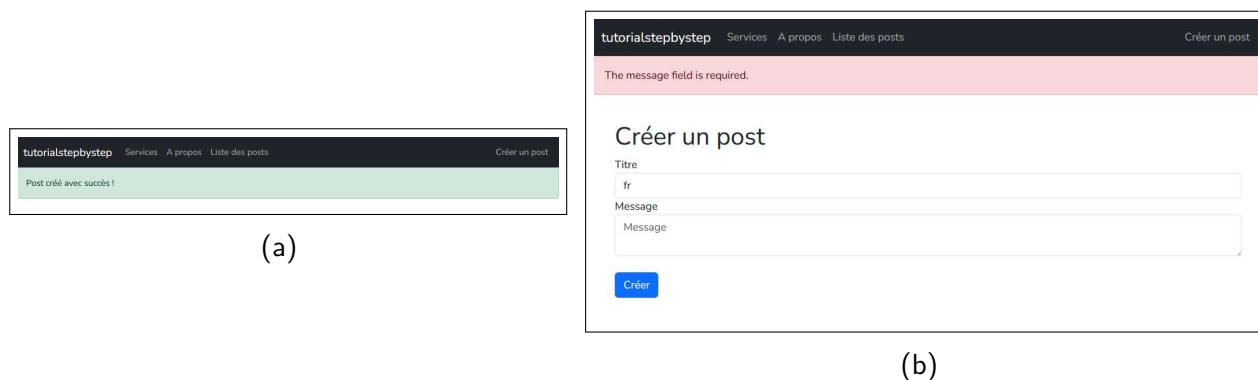 tutorialstepbystep Services A propos Liste des posts Créer un post
Post créé avec succès !
(a)
tutorialstepbystep Services A propos Liste des posts Créer un post
The message field is required.
Créer un post
Titre
fr
Message
Message
Créer
(b)